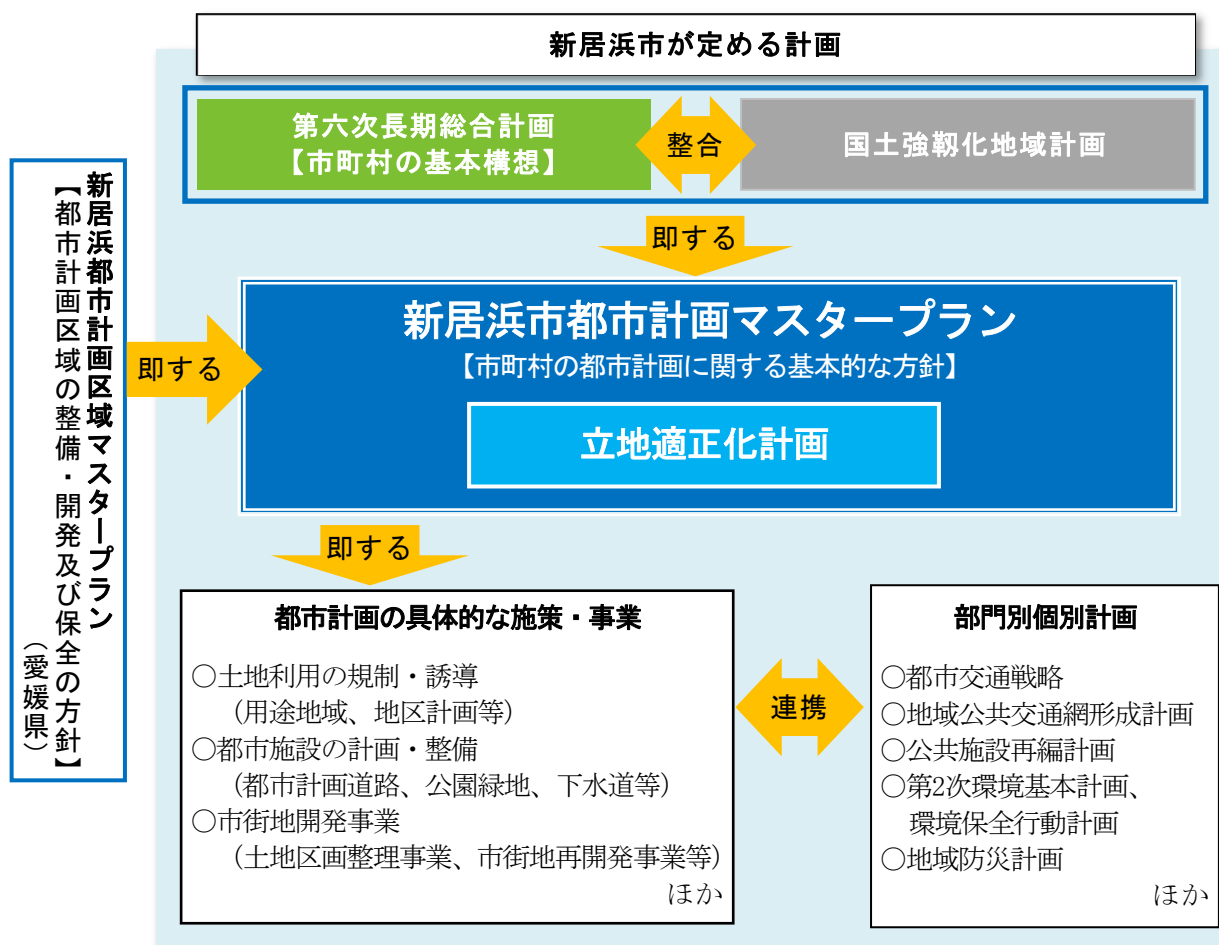 新居浜市が定める計画
第六次長期総合計画
【市町村の基本構想】
整合
国土強靱化地域計画
即する
新居浜都市計画区域マスタープラン
【都市計画区域の整備・開発及び保全の方針】
（愛媛県）
即する
新居浜市都市計画マスタープラン
【市町村の都市計画に関する基本的な方針】
立地適正化計画
即する
都市計画の具体的な施策・事業
○土地利用の規制・誘導
（用途地域、地区計画等）
○都市施設の計画・整備
（都市計画道路、公園緑地、下水道等）
○市街地開発事業
（土地区画整理事業、市街地再開発事業等）
ほか
連携
部門別個別計画
○都市交通戦略
○地域公共交通網形成計画
○公共施設再編計画
○第2次環境基本計画、
環境保全行動計画
○地域防災計画
ほか